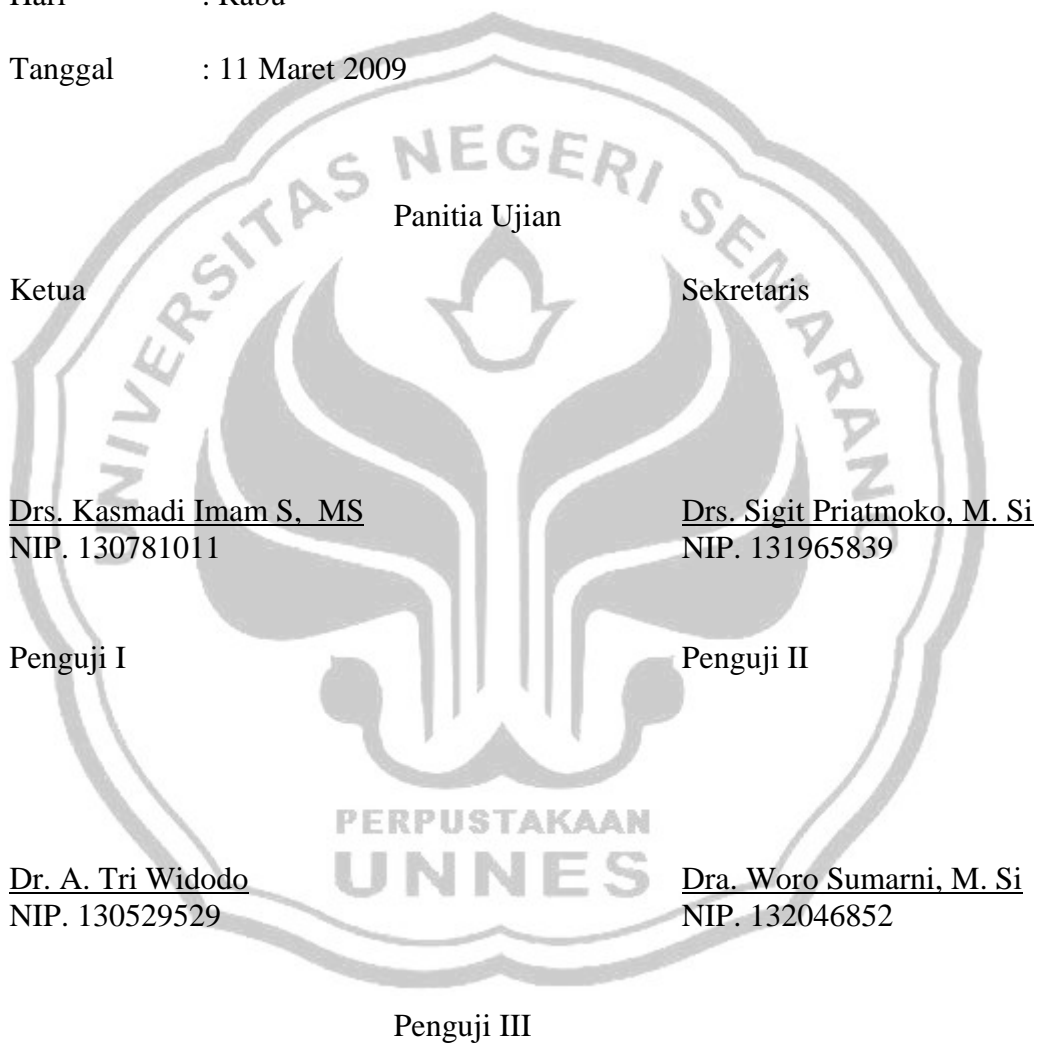 Hari : Rabu
Tanggal : 11 Maret 2009
UNIVERSITAS NEGERI SEMARANG
Panitia Ujian
Ketua Sekretaris
Drs. Kasmadi Imam S, MS Drs. Sigit Priatmoko, M. Si
NIP. 130781011 NIP. 131965839
Penguji I Penguji II
PERPUSTAKAAN
UNNES
Dr. A. Tri Widodo Dra. Woro Sumarni, M. Si
NIP. 130529529 NIP. 132046852
Penguji III